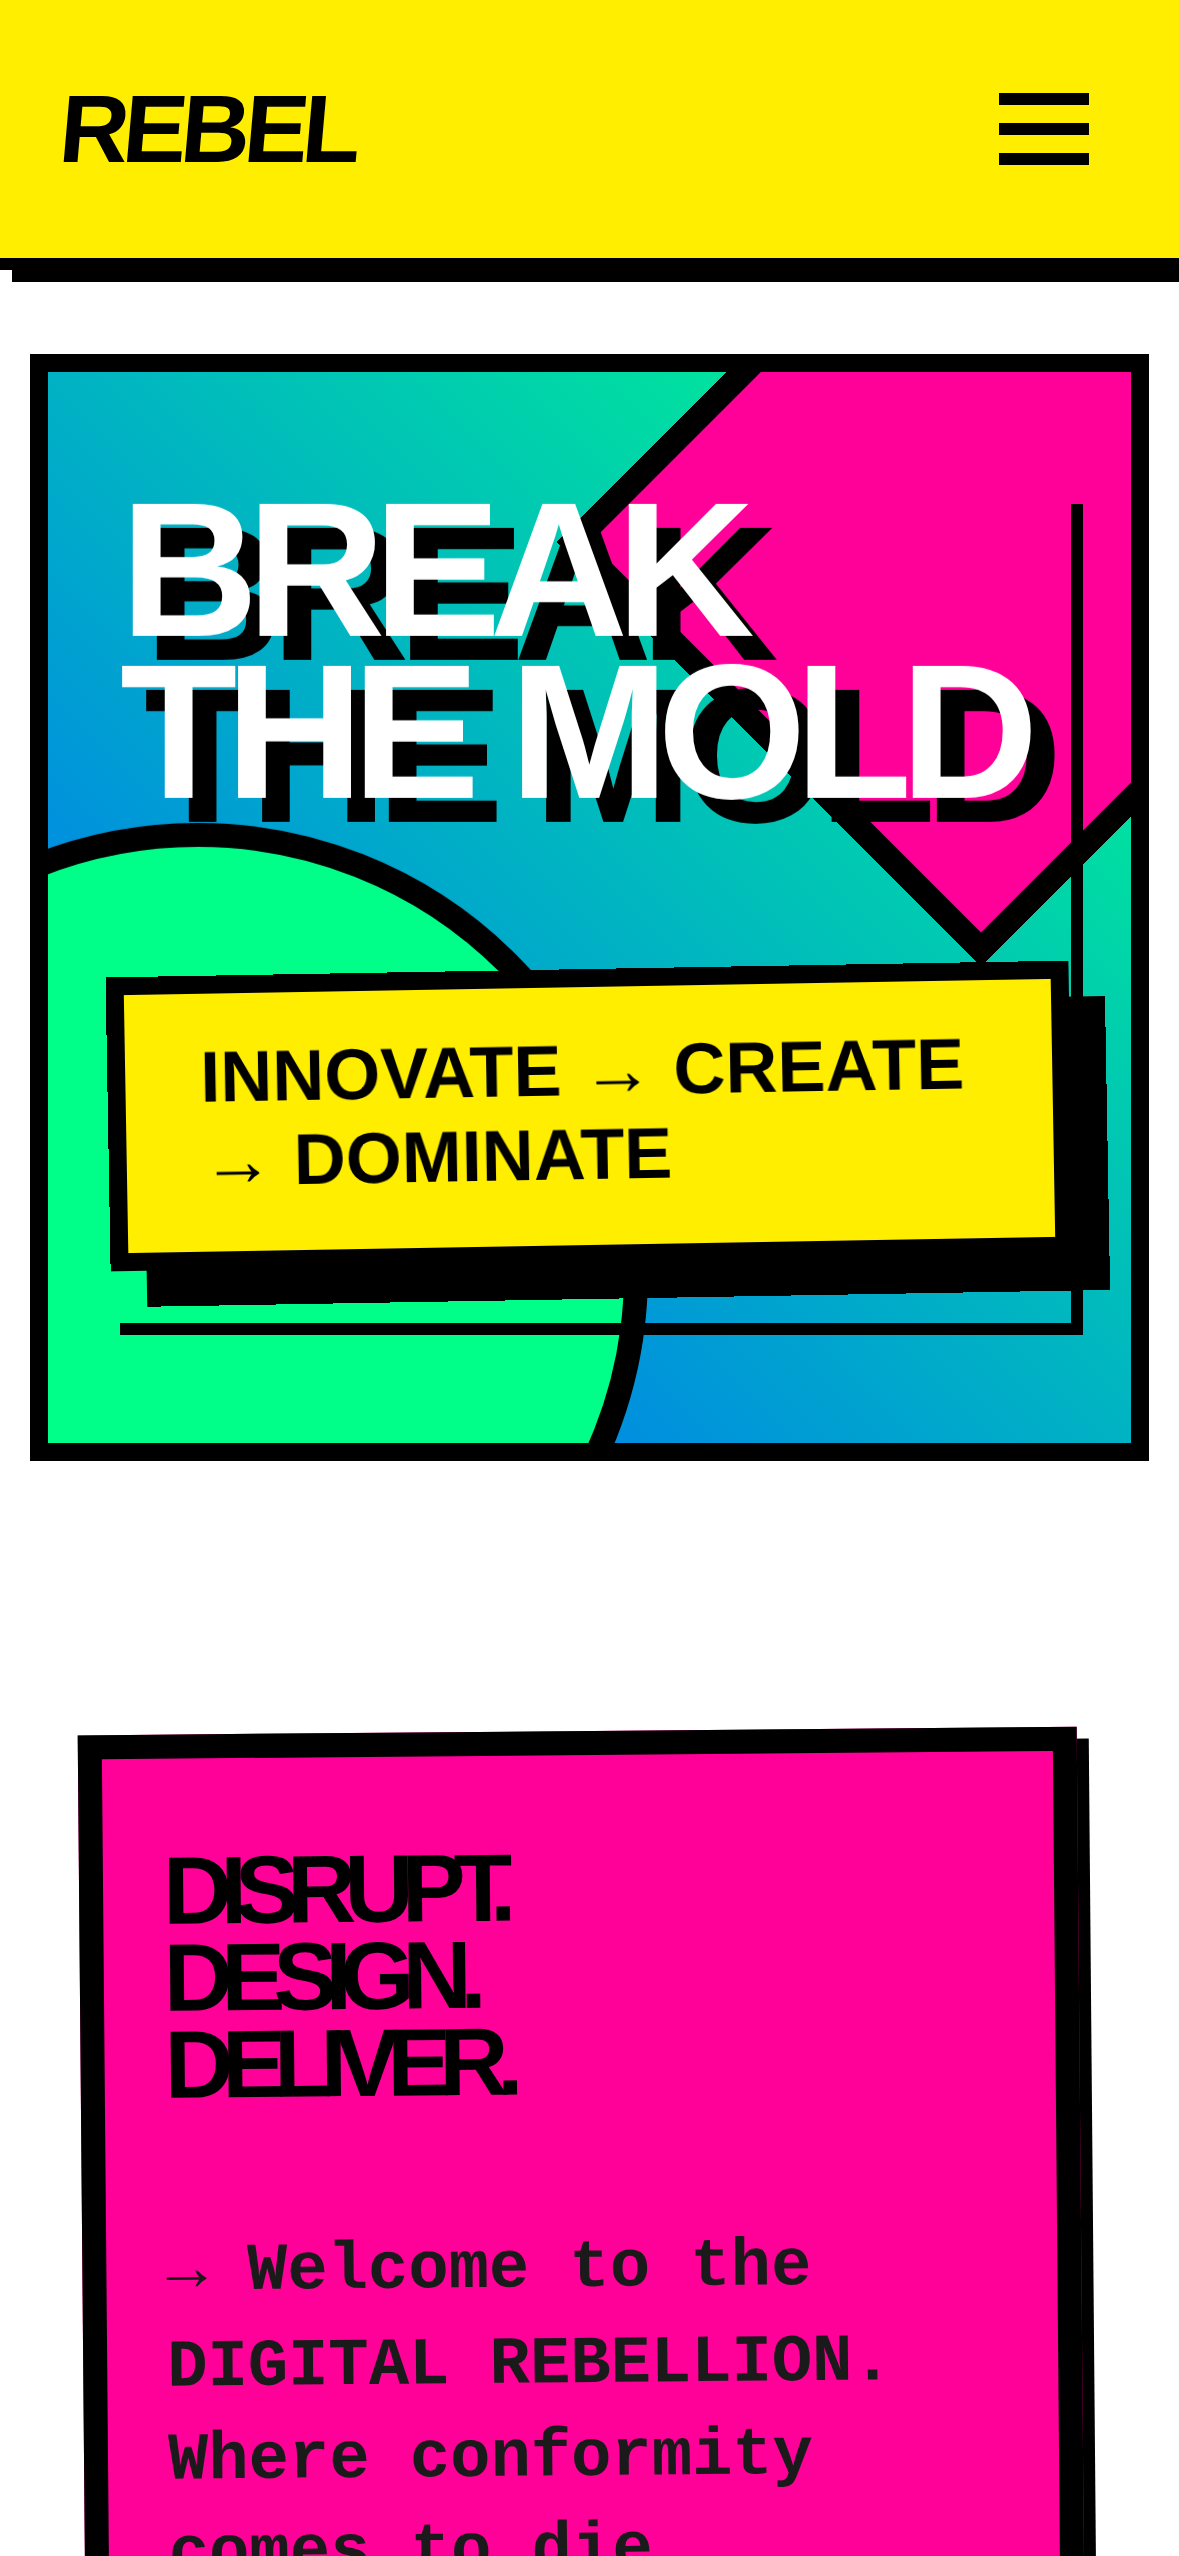 REBEL
BREAK
THE MOLD
INNOVATE → CREATE
→ DOMINATE
DISRUPT.
DESIGN.
DELIVER.
→ Welcome to the
DIGITAL REBELLION.
Where conformity
comes to die